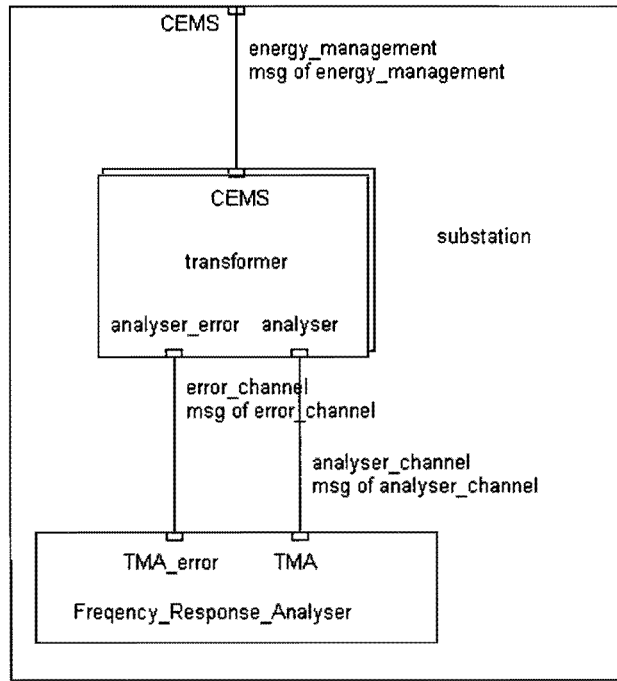 CEMS
energy_management
msg of energy_management
CEMS
transformer
substation
analyser_error analyser
error_channel
msg of error_channel
analyser_channel
msg of analyser_channel
TMA_error TMA
Freqency_Response_Analyser